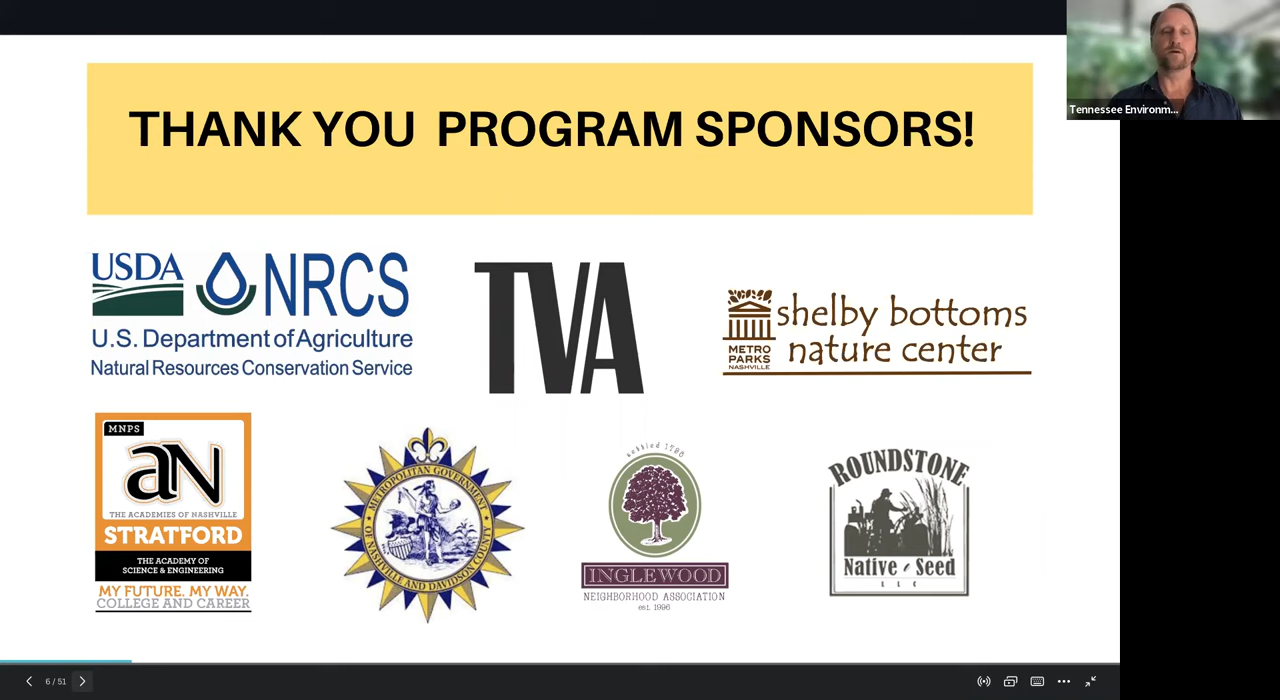 Tennessee Environm...
THANK YOU PROGRAM SPONSORS!
USDA NRCS
U.S. Department of Agriculture
Natural Resources Conservation Service
TVA
shelby bottoms
nature center
METRO
PARKS
NASHVILLE
MNPS
aN
THE ACADEMIES OF NASHVILLE
STRATFORD
THE ACADEMY OF
SCIENCE & ENGINEERING
MY FUTURE. MY WAY.
COLLEGE AND CAREER
METROPOLITAN GOVERNMENT
OF NASHVILLE AND DAVIDSON COUNTY
settled 1786
INGLEWOOD
NEIGHBORHOOD ASSOCIATION
est. 1996
ROUNDSTONE
Native Seed
LLC
6 / 51